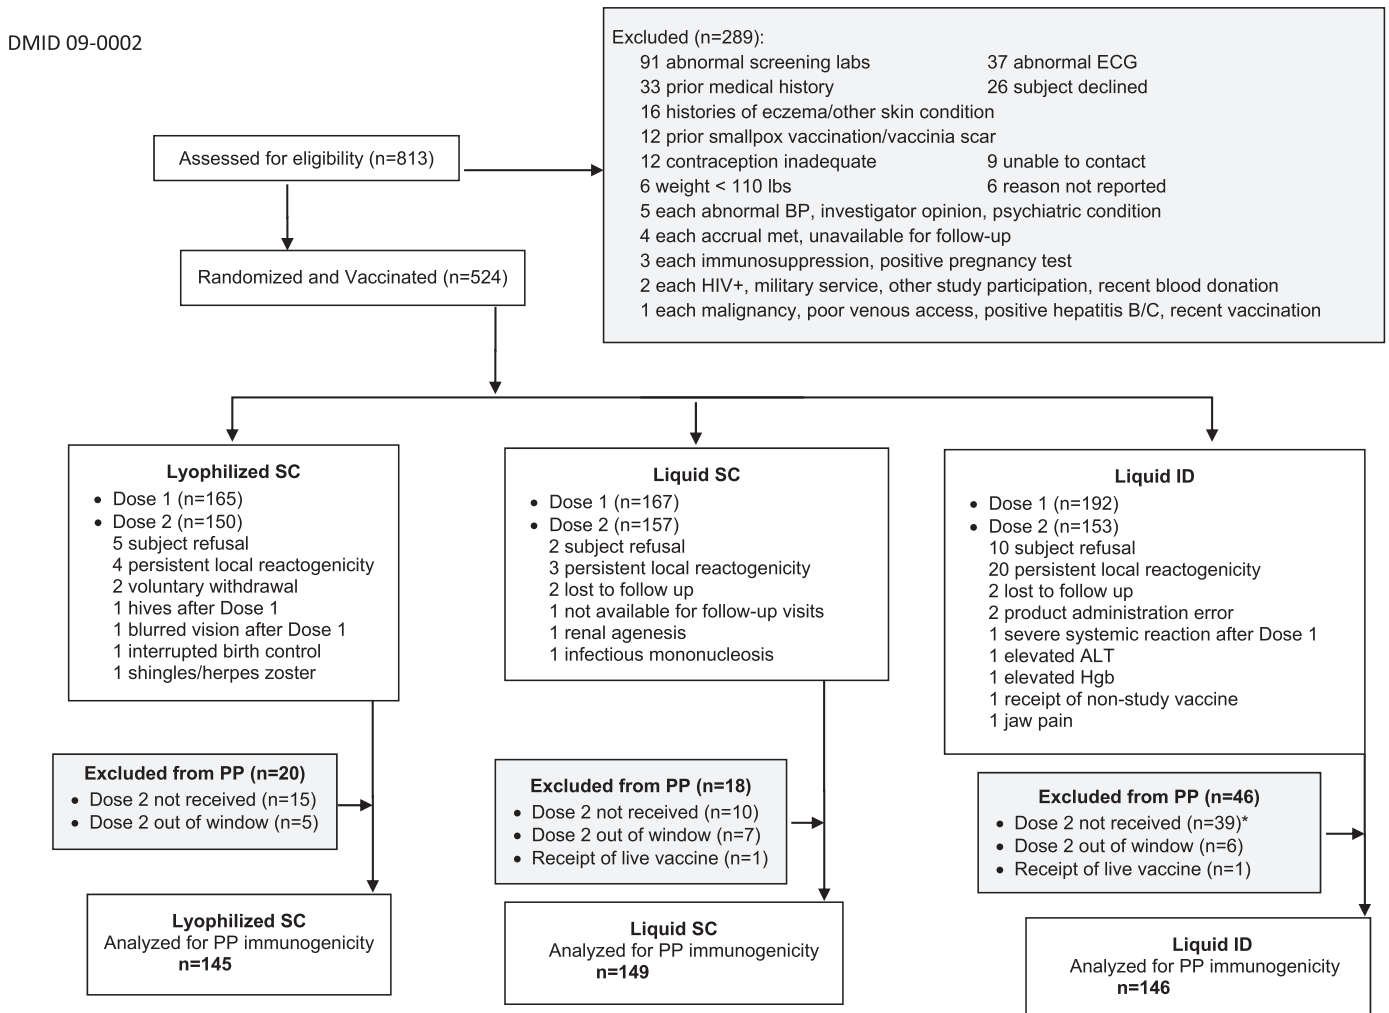 DMID 09-0002
Excluded (n=289):
91 abnormal screening labs 37 abnormal ECG
33 prior medical history 26 subject declined
16 histories of eczema/other skin condition
12 prior smallpox vaccination/vaccinia scar
12 contraception inadequate 9 unable to contact
6 weight < 110 lbs 6 reason not reported
5 each abnormal BP, investigator opinion, psychiatric condition
4 each accrual met, unavailable for follow-up
3 each immunosuppression, positive pregnancy test
2 each HIV+, military service, other study participation, recent blood donation
1 each malignancy, poor venous access, positive hepatitis B/C, recent vaccination
Assessed for eligibility (n=813)
Randomized and Vaccinated (n=524)
Lyophilized SC
• Dose 1 (n=165)
• Dose 2 (n=150)
5 subject refusal
4 persistent local reactogenicity
2 voluntary withdrawal
1 hives after Dose 1
1 blurred vision after Dose 1
1 interrupted birth control
1 shingles/herpes zoster
Liquid SC
• Dose 1 (n=167)
• Dose 2 (n=157)
2 subject refusal
3 persistent local reactogenicity
2 lost to follow up
1 not available for follow-up visits
1 renal agenesis
1 infectious mononucleosis
Liquid ID
• Dose 1 (n=192)
• Dose 2 (n=153)
10 subject refusal
20 persistent local reactogenicity
2 lost to follow up
2 product administration error
1 severe systemic reaction after Dose 1
1 elevated ALT
1 elevated Hgb
1 receipt of non-study vaccine
1 jaw pain
Excluded from PP (n=20)
• Dose 2 not received (n=15)
• Dose 2 out of window (n=5)
Excluded from PP (n=18)
• Dose 2 not received (n=10)
• Dose 2 out of window (n=7)
• Receipt of live vaccine (n=1)
Excluded from PP (n=46)
• Dose 2 not received (n=39)*
• Dose 2 out of window (n=6)
• Receipt of live vaccine (n=1)
Lyophilized SC
Analyzed for PP immunogenicity
n=145
Liquid SC
Analyzed for PP immunogenicity
n=149
Liquid ID
Analyzed for PP immunogenicity
n=146